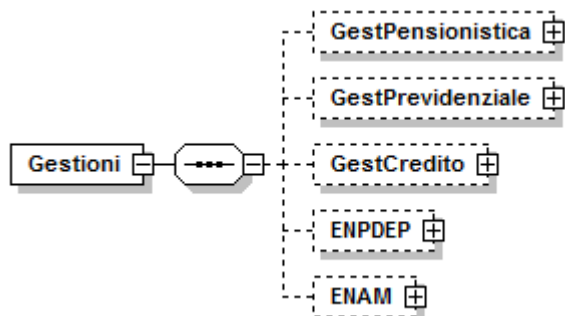 GestPensionistica
GestPrevidenziale
Gestioni
GestCredito
ENPDEP
ENAM